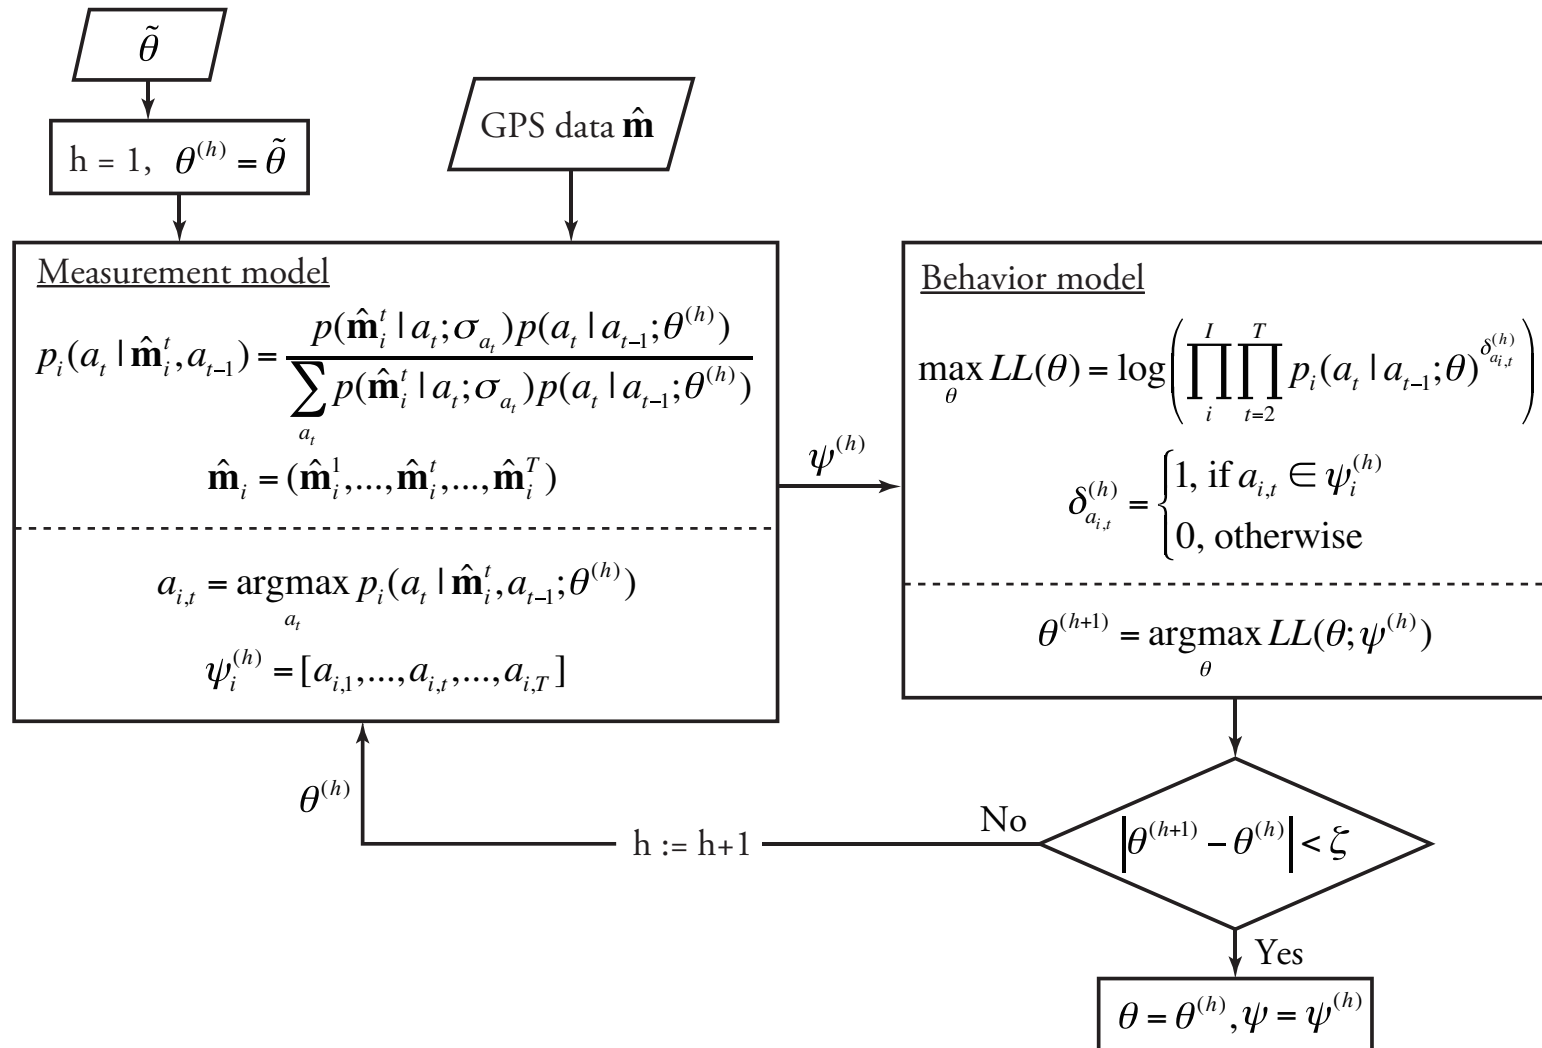 θ̃
h = 1, θ^(h) = θ̃
GPS data m̂
Measurement model
p_i(a_t | m̂_i^t, a_{t−1}) = p(m̂_i^t | a_t; σ_{a_t}) p(a_t | a_{t−1}; θ^(h)) / ∑_{a_t} p(m̂_i^t | a_t; σ_{a_t}) p(a_t | a_{t−1}; θ^(h))
m̂_i = (m̂_i^1,...,m̂_i^t,...,m̂_i^T)
a_{i,t} = argmax_{a_t} p_i(a_t | m̂_i^t, a_{t−1}; θ^(h))
ψ_i^(h) = [a_{i,1},...,a_{i,t},...,a_{i,T}]
ψ^(h)
Behavior model
max_θ LL(θ) = log(∏_i^I ∏_{t=2}^T p_i(a_t | a_{t−1}; θ)^{δ_{a_{i,t}}^(h)})
δ_{a_{i,t}}^(h) = {1, if a_{i,t} ∈ ψ_i^(h)
0, otherwise
θ^(h+1) = argmax_θ LL(θ; ψ^(h))
θ^(h)
h := h+1
No
|θ^(h+1) − θ^(h)| < ζ
Yes
θ = θ^(h), ψ = ψ^(h)